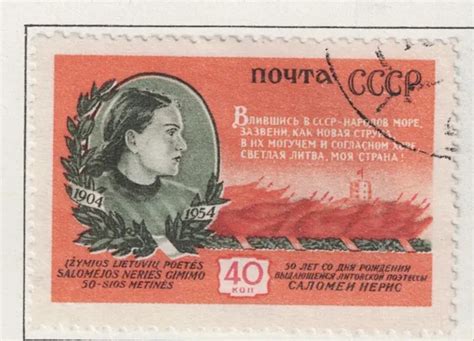 ПОЧТА СССР
ВЛИВШИСЬ В СССР-НАРОДОВ МОРЕ,
ЗАЗВЕНИ, КАК НОВАЯ СТРУНА,
В ИХ МОГУЧЕМ И СОГЛАСНОМ ХОРЕ,
СВЕТЛАЯ ЛИТВА, МОЯ СТРАНА!
1904
1954
ĮŽYMIOS LIETUVIŲ POETĖS
SALOMĖJOS NERIES GIMIMO
50-SIOS METINĖS
40
КОП
50 ЛЕТ СО ДНЯ РОЖДЕНИЯ
ВЫДАЮЩЕЙСЯ ЛИТОВСКОЙ ПОЭТЕССЫ
САЛОМЕИ НЕРИС